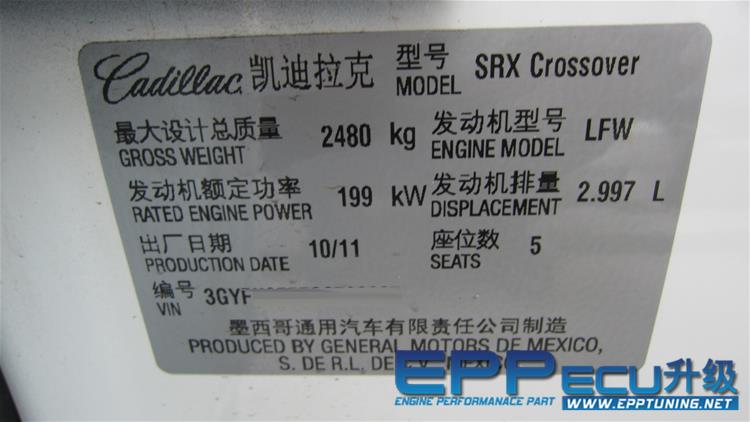 Cadillac 凯迪拉克 型号 MODEL SRX Crossover
最大设计总质量 2480 kg 发动机型号 LFW
GROSS WEIGHT ENGINE MODEL
发动机额定功率 199 kW 发动机排量 2.997 L
RATED ENGINE POWER DISPLACEMENT
出厂日期 10/11 座位数 5
PRODUCTION DATE SEATS
编号 3GYF
VIN
墨西哥通用汽车有限责任公司制造
PRODUCED BY GENERAL MOTORS DE MEXICO,
S. DE R.L, DE C.V., MEXICO
EPP ECU升级
ENGINE PERFORMANACE PART WWW.EPPTUNING.NET